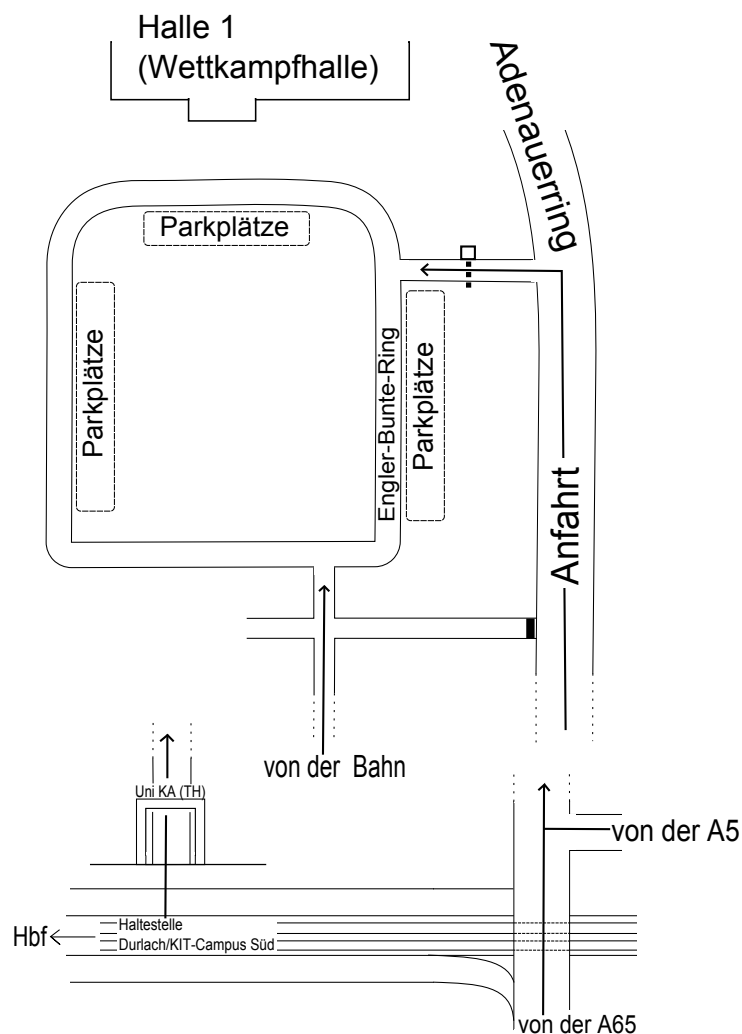 Halle 1
(Wettkampfhalle)
Adenauerring
Parkplätze
Parkplätze
Engler-Bunte-Ring
Parkplätze
Anfahrt
von der Bahn
Uni KA (TH)
von der A5
Haltestelle
Durlach/KIT-Campus Süd
Hbf
von der A65